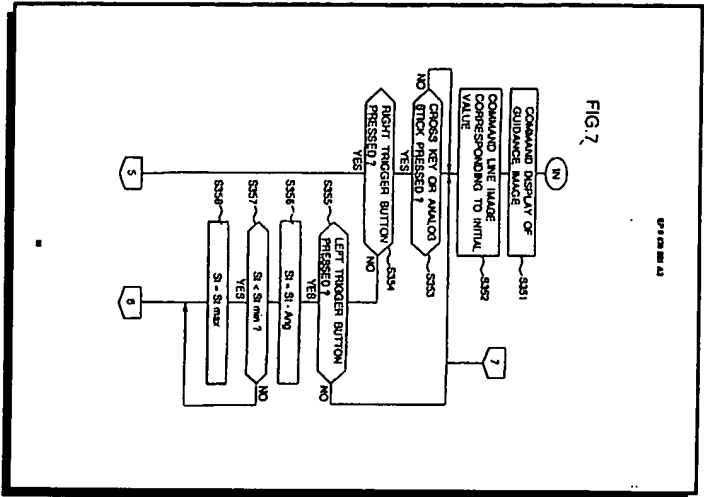 FIG.7
IN
COMMAND DISPLAY OF
GUIDANCE IMAGE
S351
COMMAND LINE IMAGE
CORRESPONDING TO INITIAL
VALUE
S352
7
CROSS KEY OR ANALOG
STICK PRESSED ?
S353
NO
YES
RIGHT TRIGGER BUTTON
PRESSED ?
S354
NO
YES
LEFT TRIGGER BUTTON
PRESSED ?
S355
NO
YES
St = St - Ang
S356
St < St min ?
S357
NO
YES
St = St max
S358
5
6